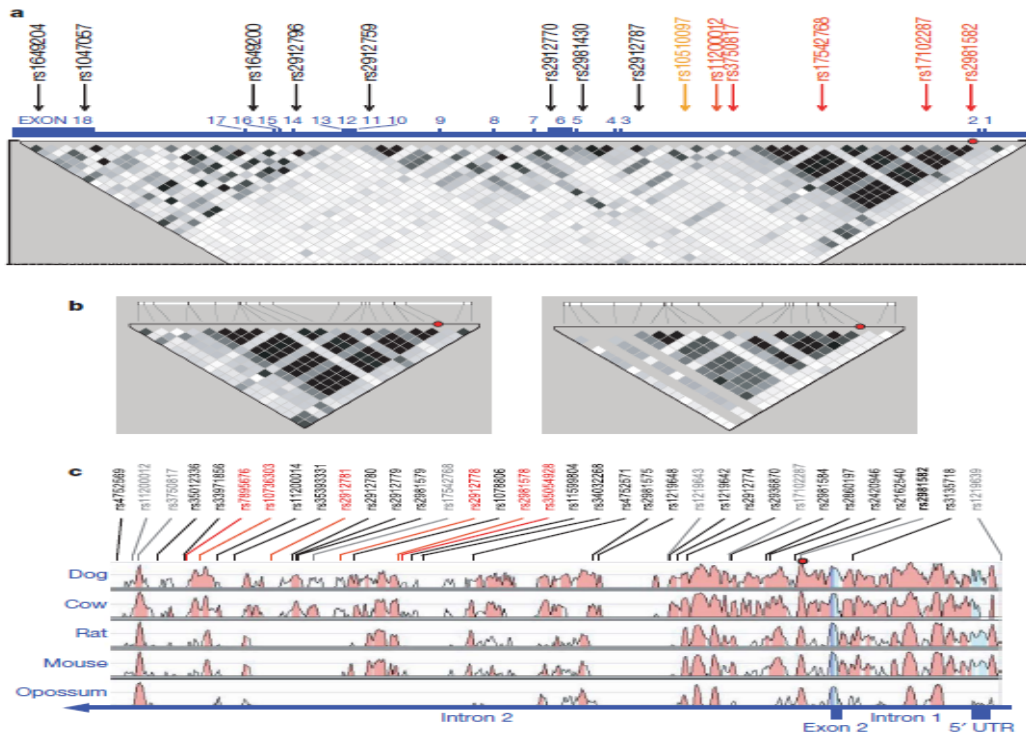 a
rs1649204
rs1047057
rs1649200
rs2912796
rs2912759
rs2912770
rs2981430
rs2912787
rs10510097
rs11200012
rs3750817
rs17542768
rs17102287
rs2981582
EXON 18
17 16 15 14 13 12 11 10 9 8 7 6 5 4 3 2 1
b
c
rs4752569
rs11200012
rs3750817
rs35012336
rs33971856
rs7895676
rs10736303
rs11200014
rs35393331
rs2912781
rs2912780
rs2912779
rs2981579
rs17542768
rs2912778
rs1078806
rs2981578
rs35054928
rs11599804
rs34032268
rs4752571
rs2981575
rs1219648
rs1219643
rs1219642
rs2912774
rs2936870
rs17102287
rs2981584
rs2860197
rs2420946
rs2162540
rs2981582
rs3135718
rs1219639
Dog
Cow
Rat
Mouse
Opossum
Intron 2
Exon 2
Intron 1
5' UTR